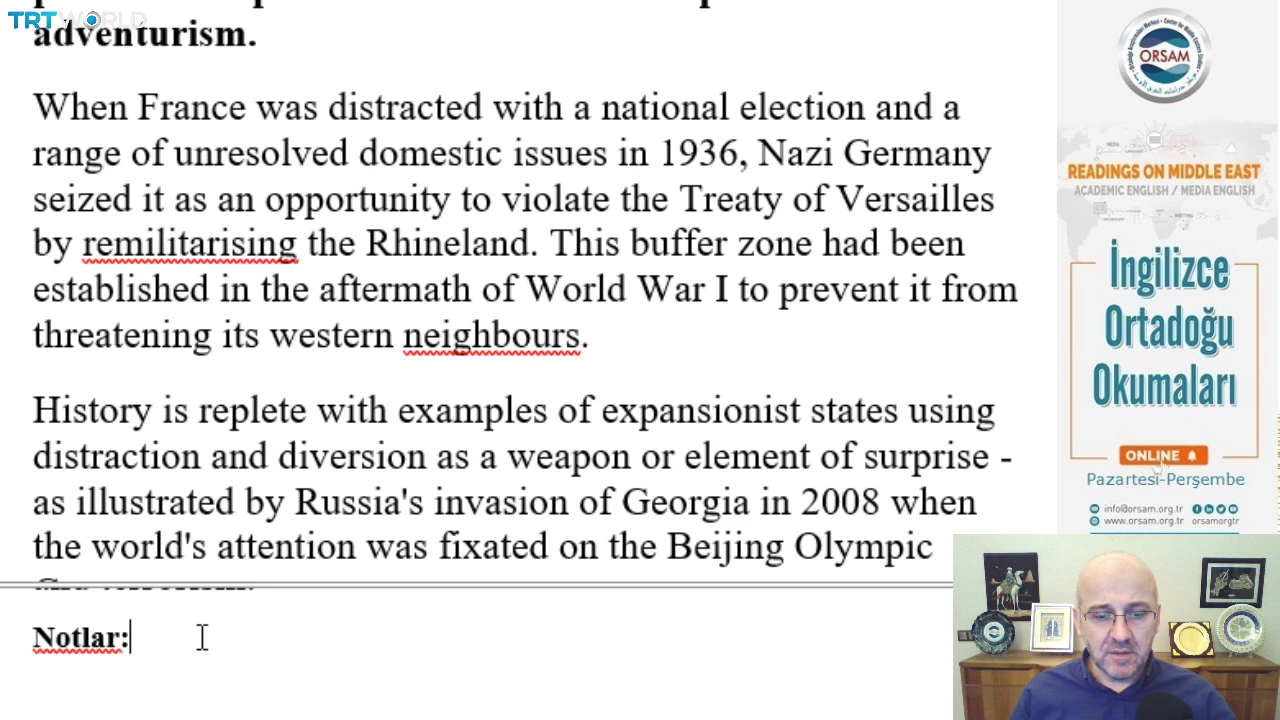 TRT WORLD
adventurism.
When France was distracted with a national election and a
range of unresolved domestic issues in 1936, Nazi Germany
seized it as an opportunity to violate the Treaty of Versailles
by remilitarising the Rhineland. This buffer zone had been
established in the aftermath of World War I to prevent it from
threatening its western neighbours.
History is replete with examples of expansionist states using
distraction and diversion as a weapon or element of surprise -
as illustrated by Russia's invasion of Georgia in 2008 when
the world's attention was fixated on the Beijing Olympic
Notlar:
ORSAM
READINGS ON MIDDLE EAST
ACADEMIC ENGLISH / MEDIA ENGLISH
İngilizce
Ortadoğu
Okumaları
ONLINE
Pazartesi-Perşembe
info@orsam.org.tr
www.orsam.org.tr orsamorgtr